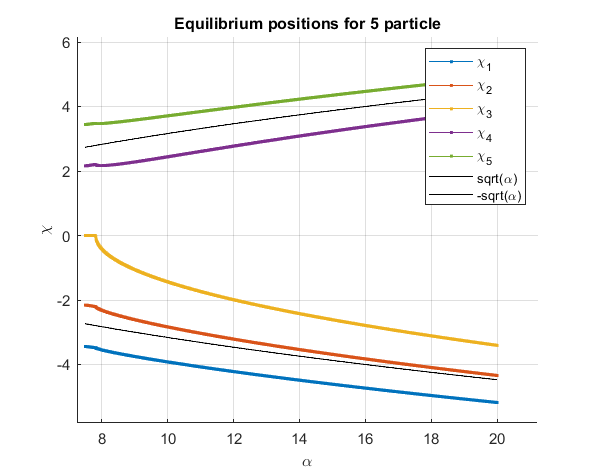 Equilibrium positions for 5 particle
6
4
2
0
-2
-4
χ
χ1
χ2
χ3
χ4
χ5
sqrt(α)
-sqrt(α)
8 10 12 14 16 18 20 22
α